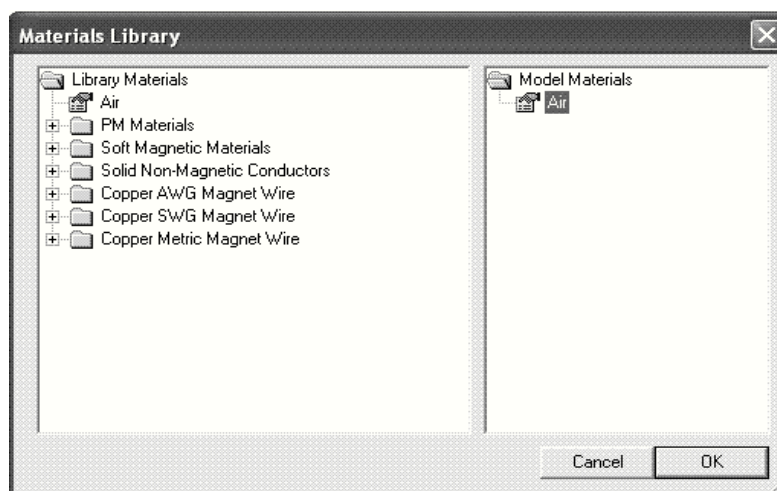 Materials Library
Library Materials
Air
PM Materials
Soft Magnetic Materials
Solid Non-Magnetic Conductors
Copper AWG Magnet Wire
Copper SWG Magnet Wire
Copper Metric Magnet Wire
Model Materials
Air
Cancel
OK